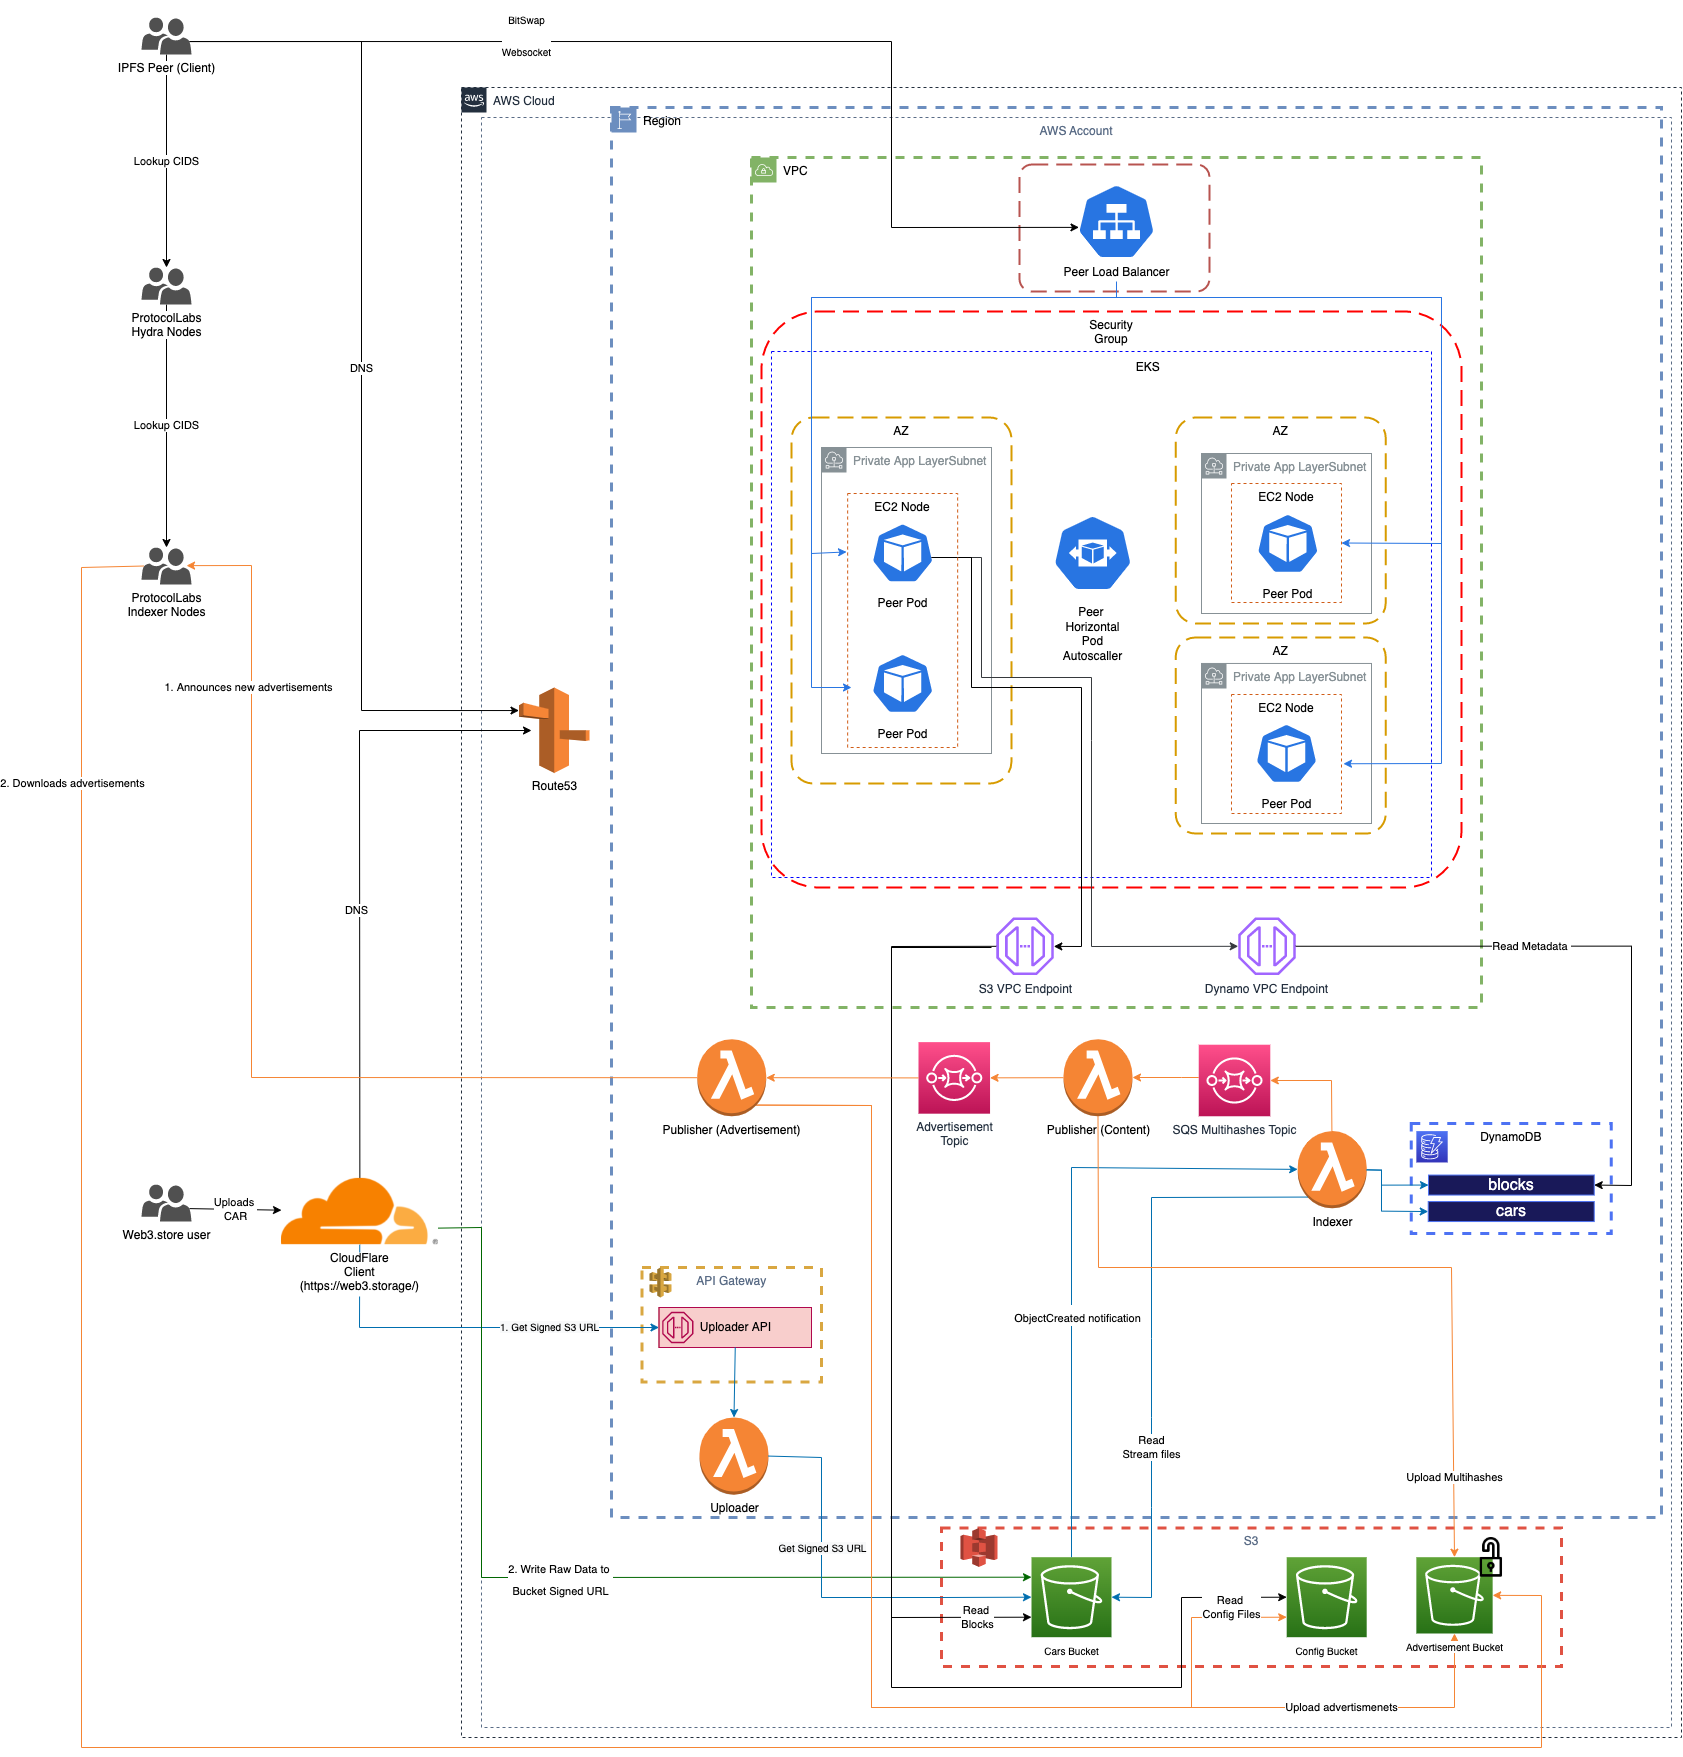 BitSwap
Websocket
IPFS Peer (Client)
aws
AWS Cloud
Region
AWS Account
VPC
Lookup CIDS
Peer Load Balancer
ProtocolLabs
Hydra Nodes
Security
Group
EKS
DNS
Lookup CIDS
AZ
Private App LayerSubnet
EC2 Node
Peer Pod
Peer Pod
Peer
Horizontal
Pod
Autoscaller
AZ
Private App LayerSubnet
EC2 Node
Peer Pod
AZ
Private App LayerSubnet
EC2 Node
Peer Pod
ProtocolLabs
Indexer Nodes
1. Announces new advertisements
2. Downloads advertisements
Route53
DNS
S3 VPC Endpoint
Dynamo VPC Endpoint
Read Metadata
Publisher (Advertisement)
Advertisement
Topic
Publisher (Content)
SQS Multihashes Topic
Indexer
DynamoDB
blocks
cars
Web3.store user
Uploads
CAR
CloudFlare
Client
(https://web3.storage/)
API Gateway
Uploader API
1. Get Signed S3 URL
ObjectCreated notification
Read
Stream files
Upload Multihashes
Uploader
Get Signed S3 URL
S3
2. Write Raw Data to
Bucket Signed URL
Read
Blocks
Cars Bucket
Read
Config Files
Config Bucket
Advertisement Bucket
Upload advertismenets